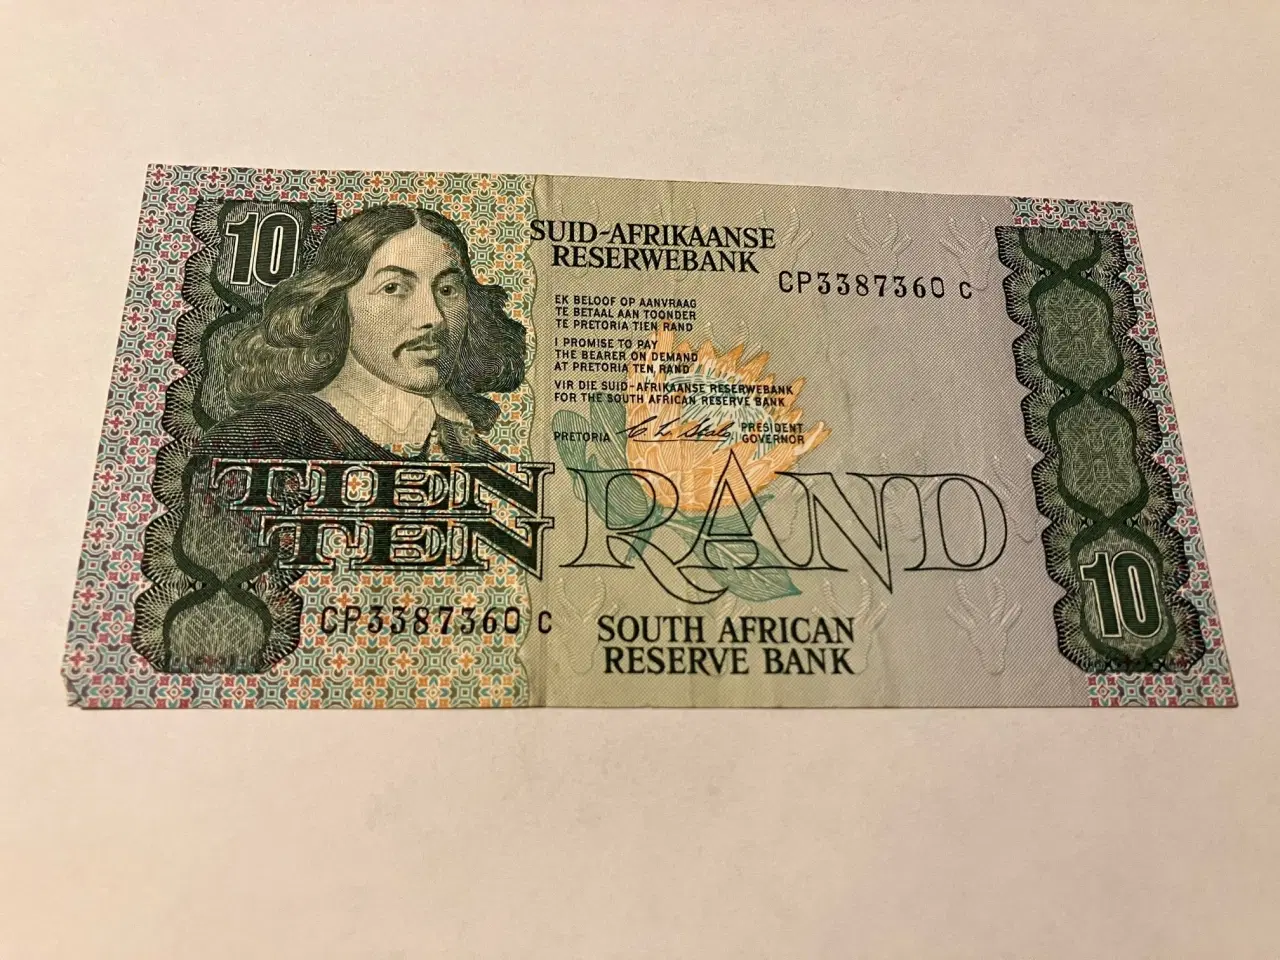 10
SUID-AFRIKAANSE
RESERWEBANK
CP3387360 C
EK BELOOF OP AANVRAAG
TE BETAAL AAN TOONDER
TE PRETORIA TIEN RAND
I PROMISE TO PAY
THE BEARER ON DEMAND
AT PRETORIA TEN RAND
VIR DIE SUID-AFRIKAANSE RESERWEBANK
FOR THE SOUTH AFRICAN RESERVE BANK
PRETORIA
PRESIDENT
GOVERNOR
TIEN
TEN
RAND
10
CP3387360 C
SOUTH AFRICAN
RESERVE BANK